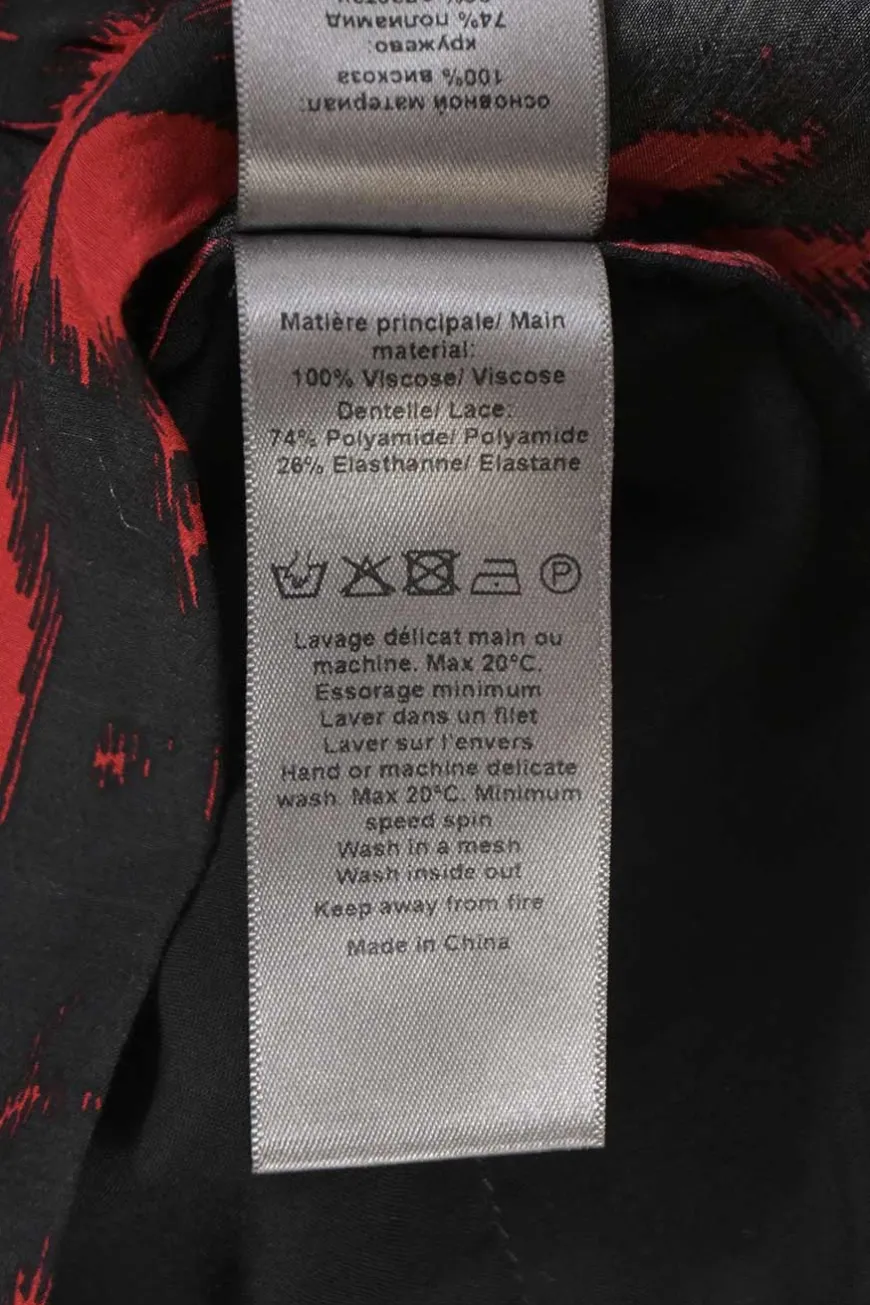 основной материал:
100% вискоза
кружево:
74% полиамид
Matière principale/ Main
material:
100% Viscose/ Viscose
Dentelle/ Lace:
74% Polyamide/ Polyamide
26% Elasthanne/ Elastane
P
Lavage délicat main ou
machine. Max 20°C.
Essorage minimum
Laver dans un filet
Laver sur l'envers
Hand or machine delicate
wash. Max 20°C. Minimum
speed spin
Wash in a mesh
Wash inside out
Keep away from fire
Made in China